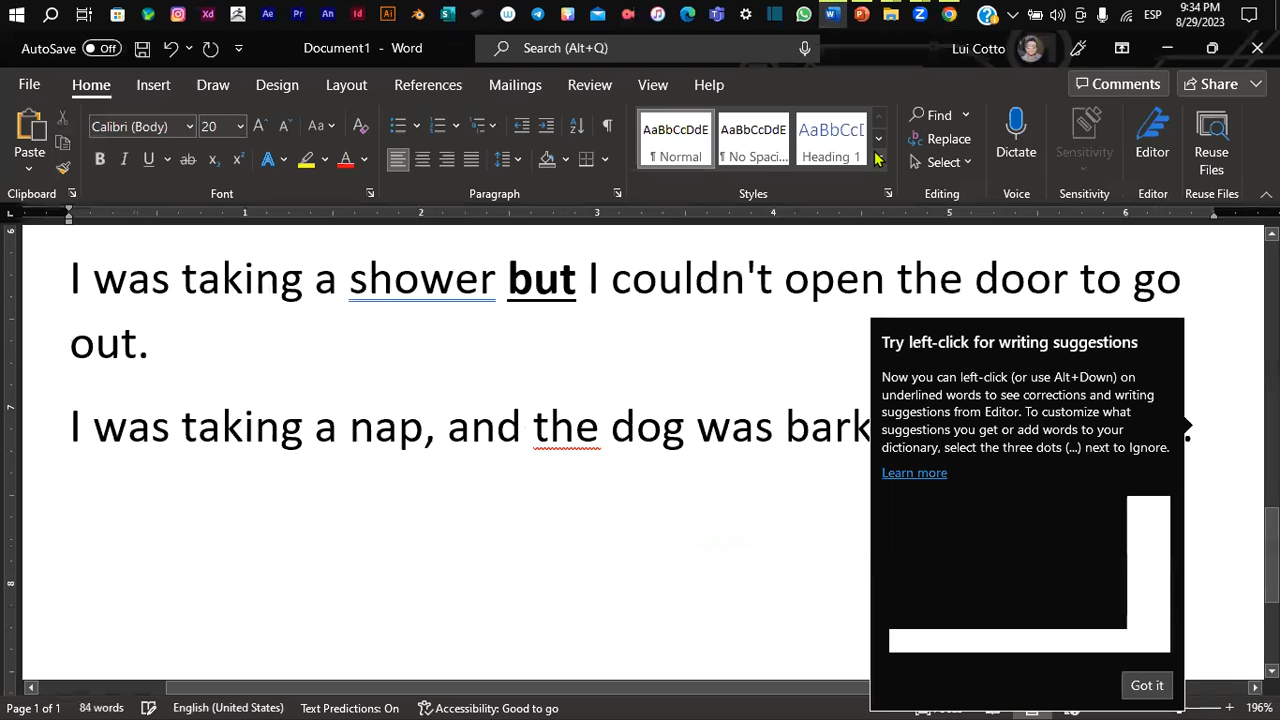 ESP
9:34 PM
8/29/2023
AutoSave Off
Document1 - Word
Search (Alt+Q)
Lui Cotto
File Home Insert Draw Design Layout References Mailings Review View Help
Comments Share
Paste
Calibri (Body) 20
AaBbCcDdE AaBbCcDdE AaBbCcD
¶ Normal ¶ No Spaci... Heading 1
Find
Replace
Select
Dictate
Sensitivity
Editor
Reuse
Files
Clipboard Font Paragraph Styles Editing Voice Sensitivity Editor Reuse Files
1 2 3 4 5 6
I was taking a shower but I couldn't open the door to go
out.
I was taking a nap, and the dog was bark
Try left-click for writing suggestions
Now you can left-click (or use Alt+Down) on
underlined words to see corrections and writing
suggestions from Editor. To customize what
suggestions you get or add words to your
dictionary, select the three dots (...) next to Ignore.
Learn more
Got it
Page 1 of 1 84 words English (United States) Text Predictions: On Accessibility: Good to go
196%